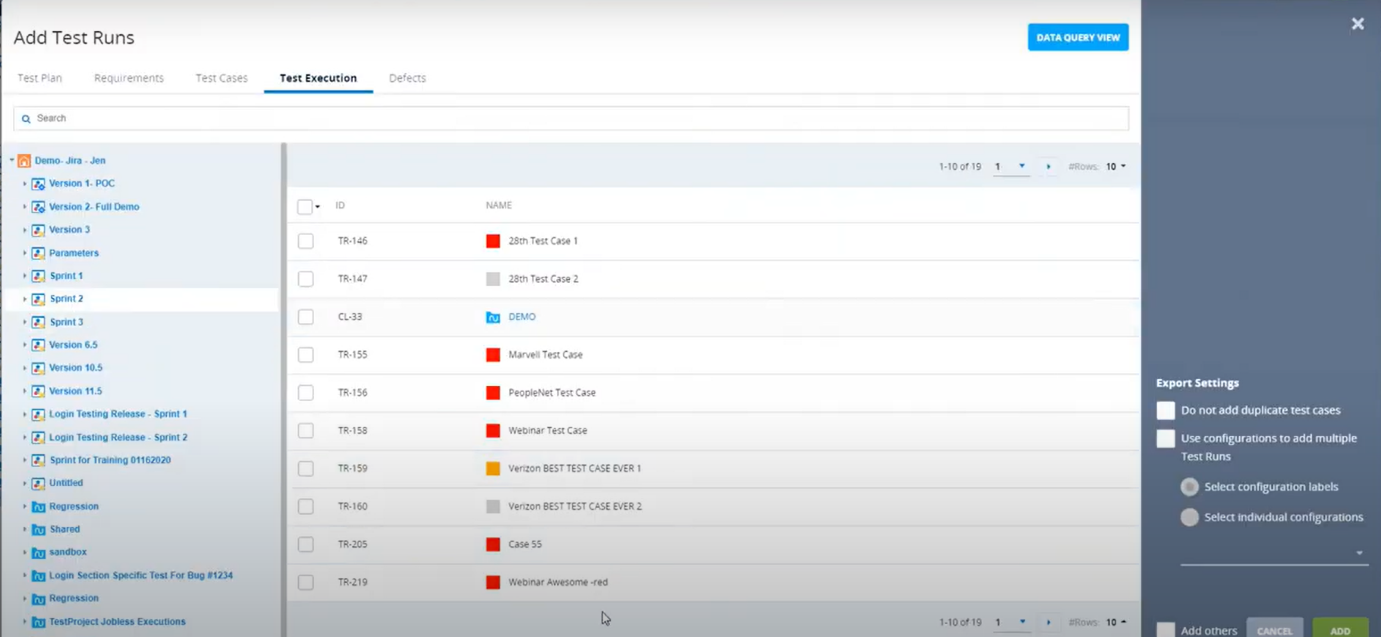 Add Test Runs
DATA QUERY VIEW
Test Plan Requirements Test Cases Test Execution Defects
Search
Demo- Jira - Jen
Version 1- POC
Version 2- Full Demo
Version 3
Parameters
Sprint 1
Sprint 2
Sprint 3
Version 6.5
Version 10.5
Version 11.5
Login Testing Release - Sprint 1
Login Testing Release - Sprint 2
Sprint for Training 01162020
Untitled
Regression
Shared
sandbox
Login Section Specific Test For Bug #1234
Regression
TestProject Jobless Executions
1-10 of 19 1 #Rows: 10
ID NAME
TR-146 28th Test Case 1
TR-147 28th Test Case 2
CL-33 DEMO
TR-155 Marvell Test Case
TR-156 PeopleNet Test Case
TR-158 Webinar Test Case
TR-159 Verizon BEST TEST CASE EVER 1
TR-160 Verizon BEST TEST CASE EVER 2
TR-205 Case 55
TR-219 Webinar Awesome -red
1-10 of 19 1 #Rows: 10
Export Settings
Do not add duplicate test cases
Use configurations to add multiple
Test Runs
Select configuration labels
Select individual configurations
Add others CANCEL ADD